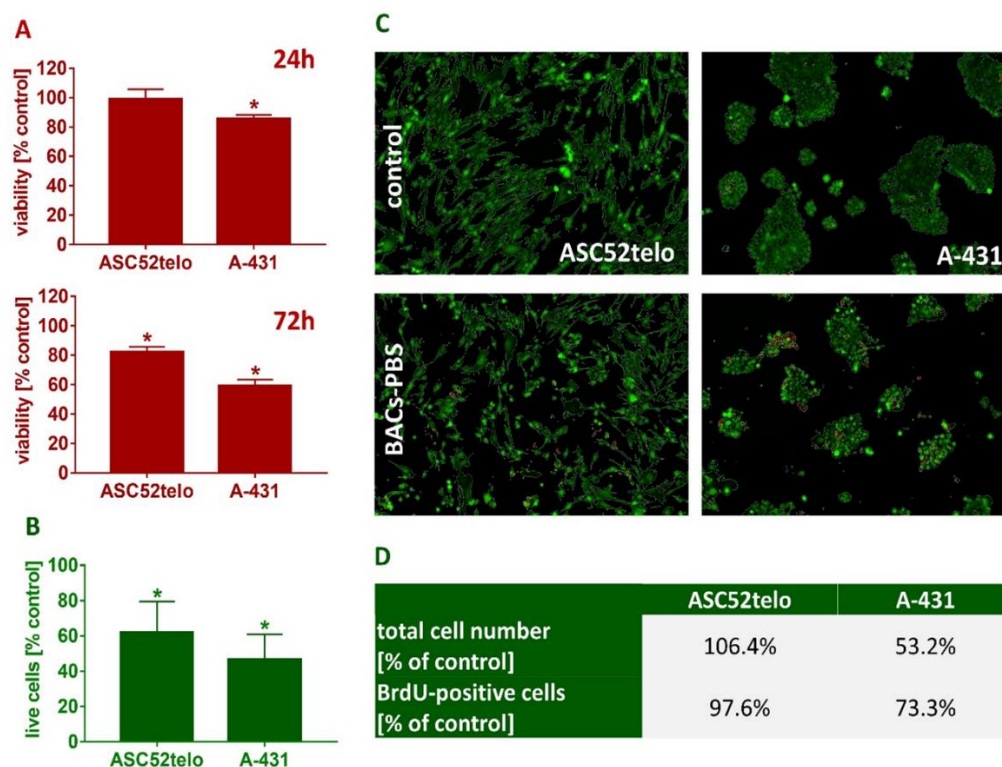 A
24h
viability [% control]
120
100
80
60
40
20
0
*
ASC52telo
A-431
72h
viability [% control]
120
100
80
60
40
20
0
*
*
ASC52telo
A-431
B
live cells [% control]
100
80
60
40
20
0
*
*
ASC52telo
A-431
C
control
ASC52telo
A-431
BACs-PBS
D
ASC52telo A-431
total cell number
[% of control]
106.4% 53.2%
BrdU-positive cells
[% of control]
97.6% 73.3%